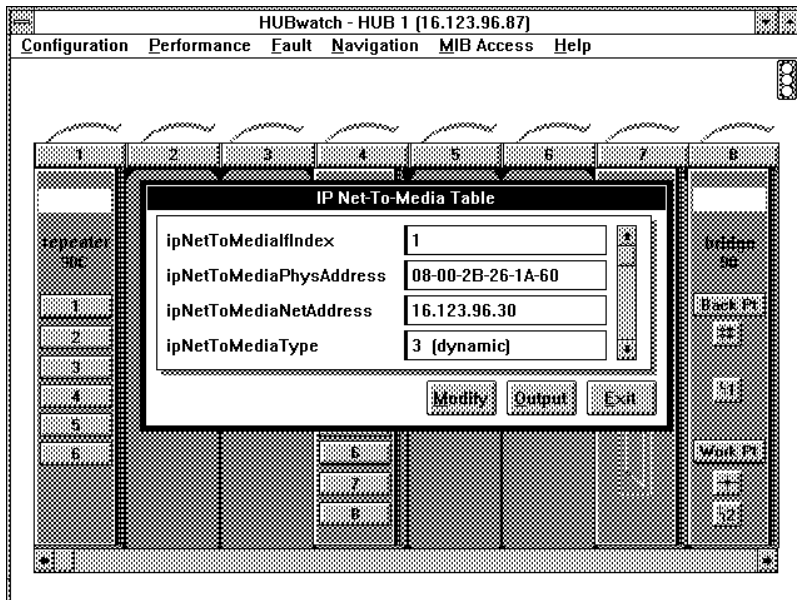 HUBwatch - HUB 1 (16.123.96.87)
Configuration Performance Fault Navigation MIB Access Help
1 2 3 4 5 6 7 8
IP Net-To-Media Table
ipNetToMediaIfIndex 1
ipNetToMediaPhysAddress 08-00-2B-26-1A-60
ipNetToMediaNetAddress 16.123.96.30
ipNetToMediaType 3 (dynamic)
Modify Output Exit
repeater
90C
1
2
3
4
5
6
6
7
8
bridge
90
Back Pt
Work Pt